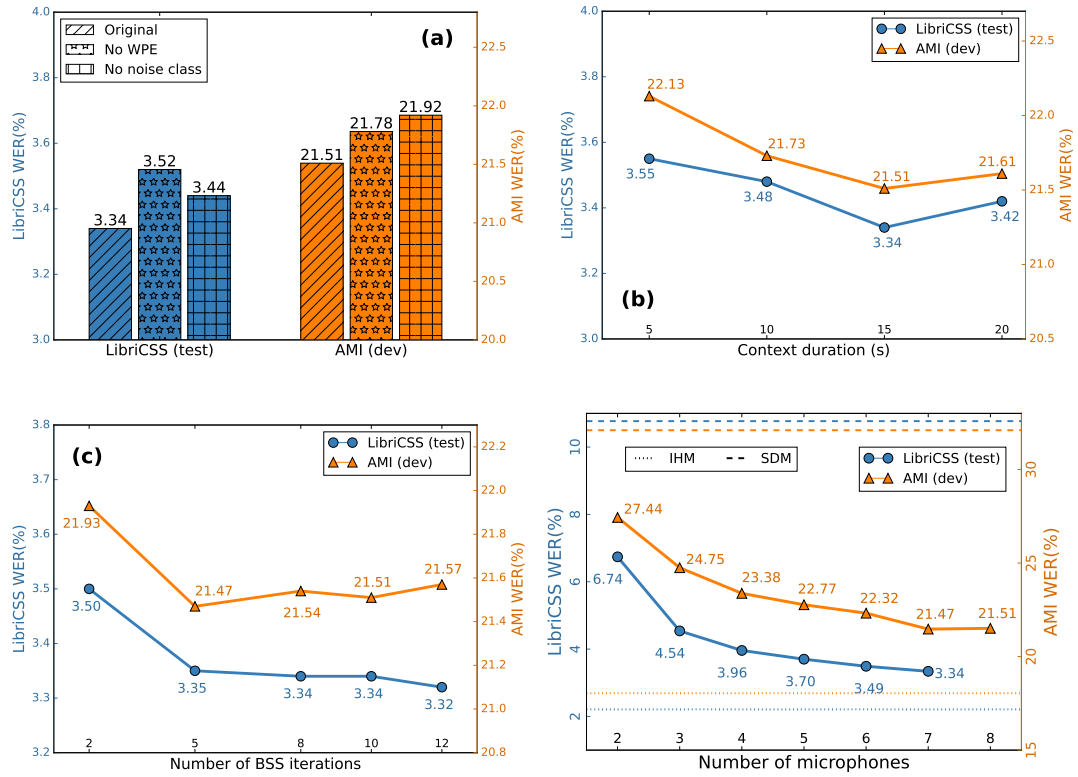 (a)
Original
No WPE
No noise class
4.0
3.8
3.6
3.4
3.2
3.0
LibriCSS WER(%)
3.34
3.52
3.44
21.51
21.78
21.92
22.5
22.0
21.5
21.0
20.5
20.0
AMI WER(%)
LibriCSS (test)
AMI (dev)
(b)
LibriCSS (test)
AMI (dev)
4.0
3.8
3.6
3.4
3.2
3.0
LibriCSS WER(%)
22.13
21.73
21.51
21.61
3.55
3.48
3.34
3.42
22.5
22.0
21.5
21.0
20.5
AMI WER(%)
5 10 15 20
Context duration (s)
(c)
LibriCSS (test)
AMI (dev)
3.8
3.7
3.6
3.5
3.4
3.3
3.2
LibriCSS WER(%)
21.93
21.47
21.54
21.51
21.57
3.50
3.35
3.34
3.34
3.32
22.2
22.0
21.8
21.6
21.4
21.2
21.0
20.8
AMI WER(%)
2 5 8 10 12
Number of BSS iterations
IHM SDM
LibriCSS (test)
AMI (dev)
10
8
6
4
2
LibriCSS WER(%)
27.44
24.75
23.38
22.77
22.32
21.47
21.51
6.74
4.54
3.96
3.70
3.49
3.34
30
25
20
15
AMI WER(%)
2 3 4 5 6 7 8
Number of microphones